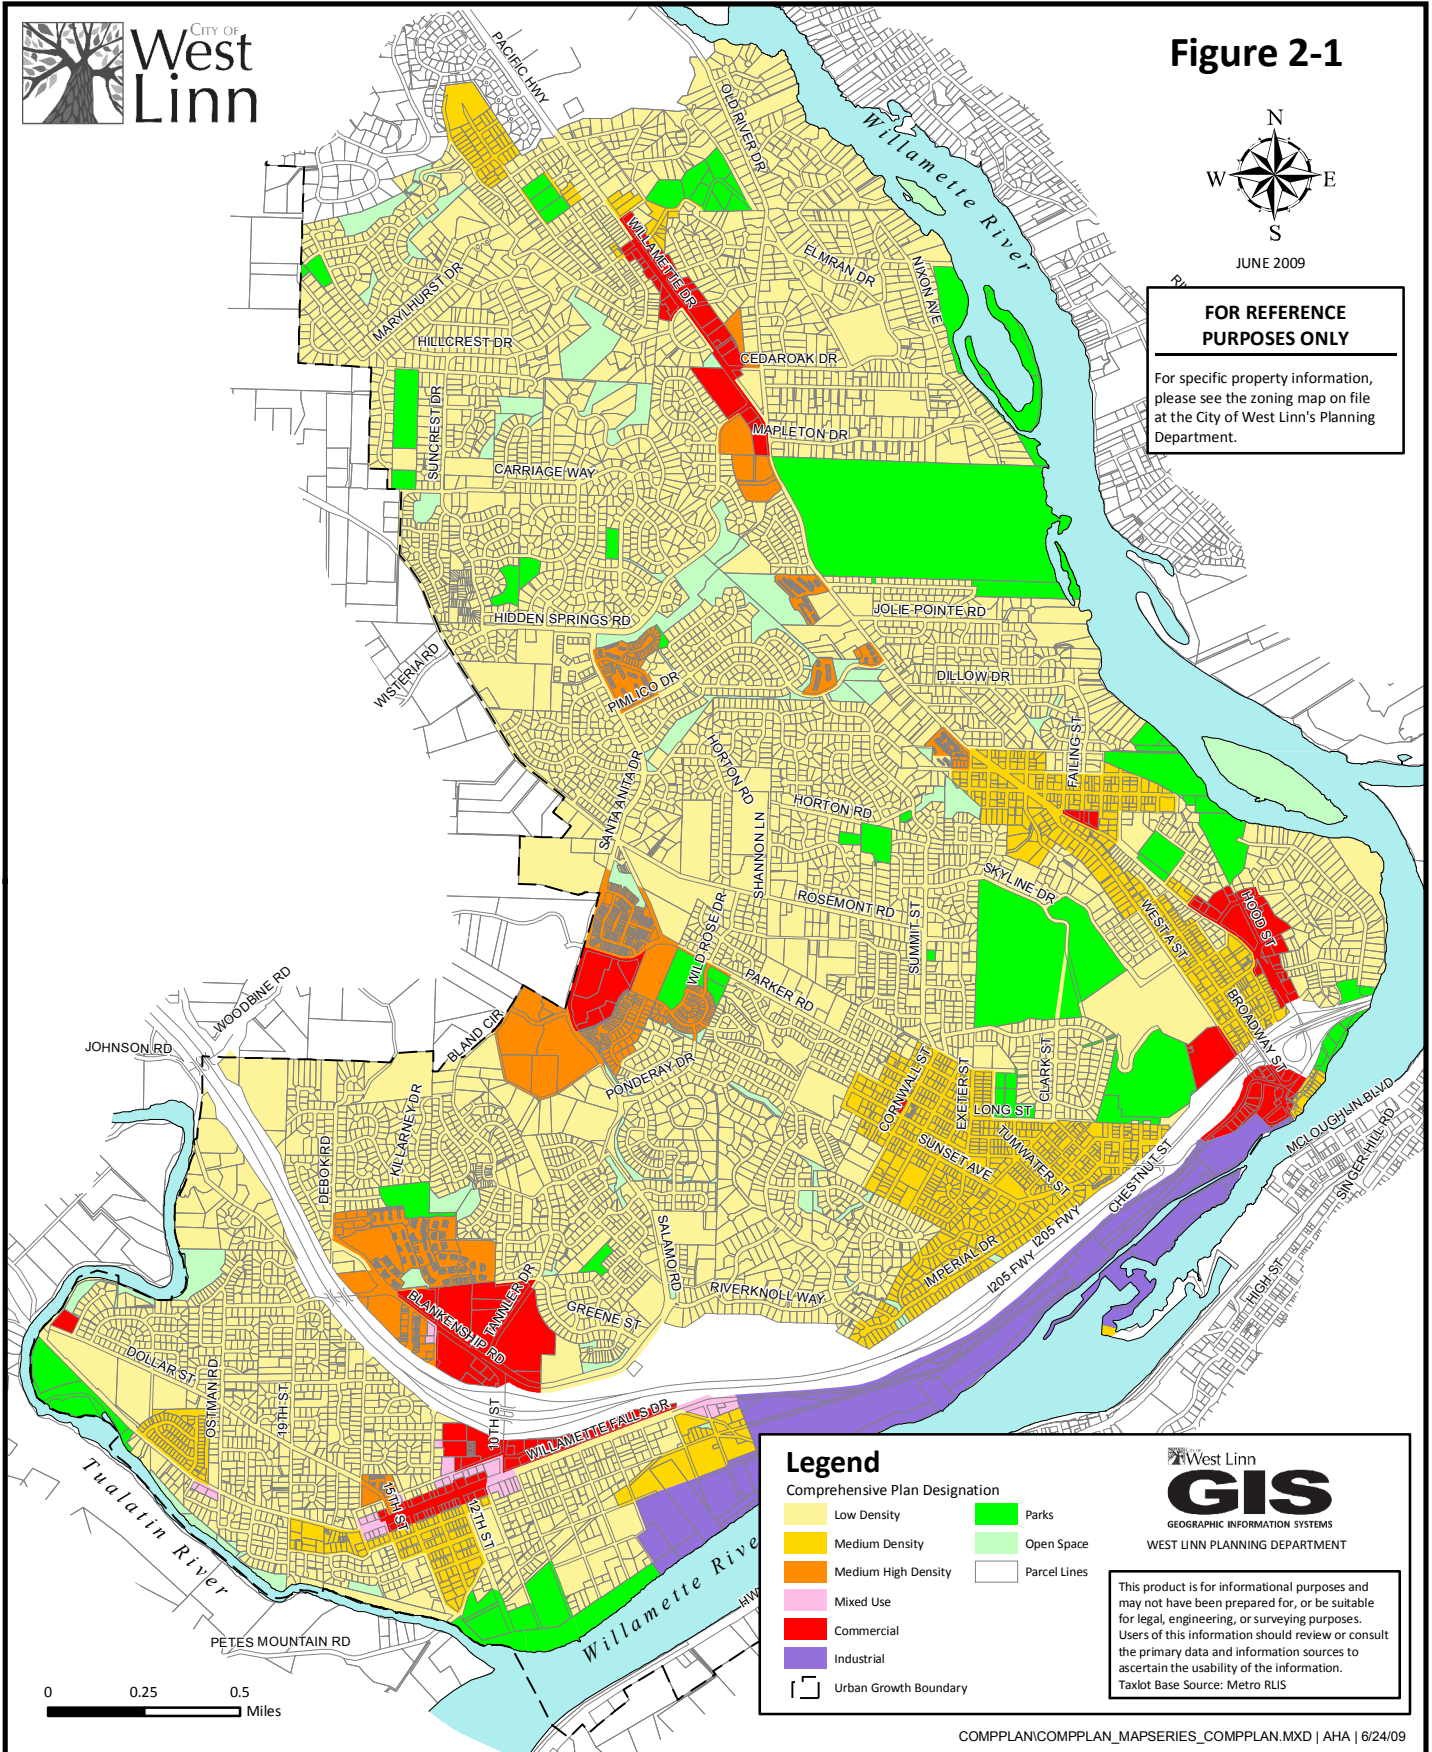 CITY OF
West
Linn
Figure 2-1
N
W
E
S
JUNE 2009
FOR REFERENCE
PURPOSES ONLY
For specific property information,
please see the zoning map on file
at the City of West Linn's Planning
Department.
PACIFIC HWY
OLD RIVER DR
Willamette River
WILLAMETTE DR
ELMRAN DR
NIXON AVE
MARYLHURST DR
HILLCREST DR
CEDAROAK DR
SUNCREST DR
MAPLETON DR
CARRIAGE WAY
JOLIE POINTE RD
HIDDEN SPRINGS RD
WISTERIA RD
PIMLICO DR
DILLOW DR
FAILING ST
HORTON RD
SANTA ANITA DR
HORTON RD
SHANNON LN
SKYLINE DR
ROSEMONT RD
WILD ROSE DR
SUMMIT ST
WEST A ST
HOOD ST
PARKER RD
BROADWAY ST
WOODBINE RD
JOHNSON RD
BLAND CIR
PONDERAY DR
KILLARNEY DR
DEBOK RD
CORNWALL ST
EXETER ST
CLARK ST
LONG ST
SUNSET AVE
TUMWATER ST
CHESTNUT ST
MCLOUGHLIN BLVD
SINGER HILL RD
HIGH ST
IMPERIAL DR
I205 FWY
I205 FWY
SALAMO RD
RIVERKNOLL WAY
GREENE ST
TANNLER DR
BLANKENSHIP RD
DOLLAR ST
OSTMAN RD
19TH ST
10TH ST
WILLAMETTE FALLS DR
15TH ST
12TH ST
Tualatin River
PETES MOUNTAIN RD
Willamette Rive
HW
0
0.25
0.5
Miles
Legend
Comprehensive Plan Designation
Low Density
Medium Density
Medium High Density
Mixed Use
Commercial
Industrial
Urban Growth Boundary
Parks
Open Space
Parcel Lines
CITY OF
West Linn
GIS
GEOGRAPHIC INFORMATION SYSTEMS
WEST LINN PLANNING DEPARTMENT
This product is for informational purposes and
may not have been prepared for, or be suitable
for legal, engineering, or surveying purposes.
Users of this information should review or consult
the primary data and information sources to
ascertain the usability of the information.
Taxlot Base Source: Metro RLIS
COMPPLAN\COMPPLAN_MAPSERIES_COMPPLAN.MXD | AHA | 6/24/09